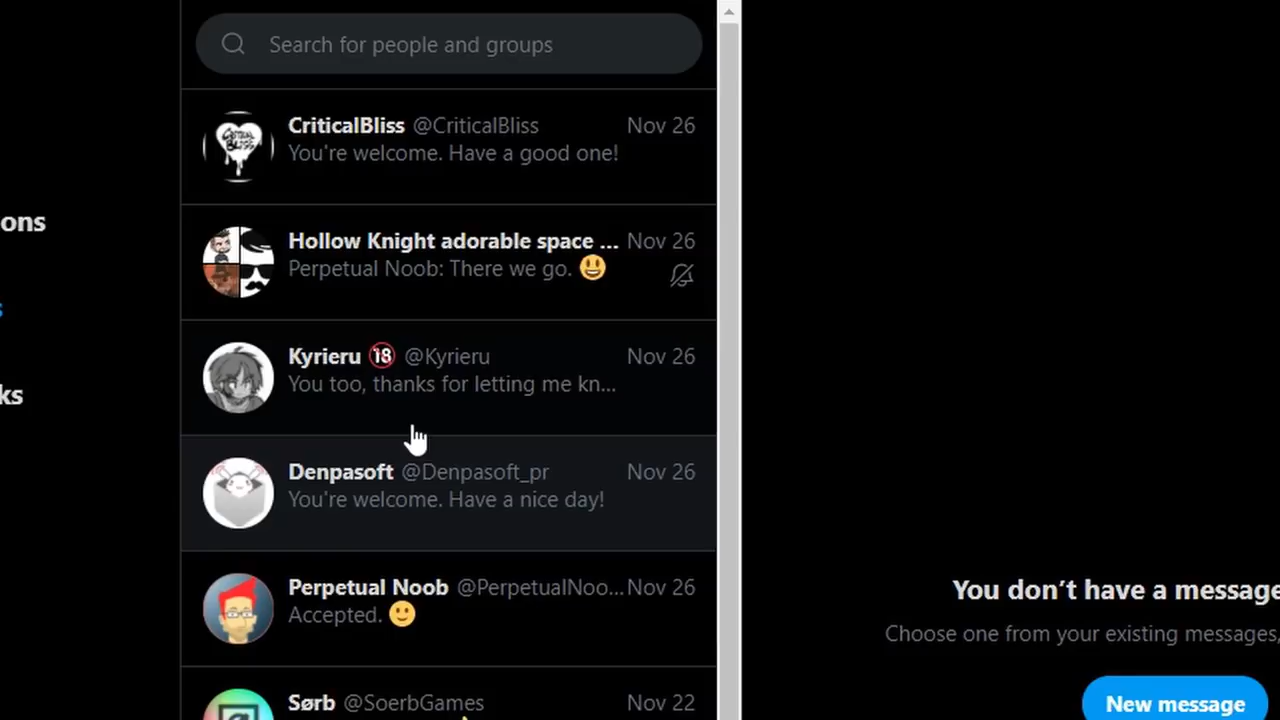 Search for people and groups
CriticalBliss @CriticalBliss Nov 26
You're welcome. Have a good one!
ons
Hollow Knight adorable space ... Nov 26
Perpetual Noob: There we go. 😃
Kyrieru 🔞 @Kyrieru Nov 26
You too, thanks for letting me kn...
ks
Denpasoft @Denpasoft_pr Nov 26
You're welcome. Have a nice day!
Perpetual Noob @PerpetualNoo... Nov 26
Accepted. 🙂
You don’t have a message
Choose one from your existing messages,
Sørb @SoerbGames Nov 22
New message